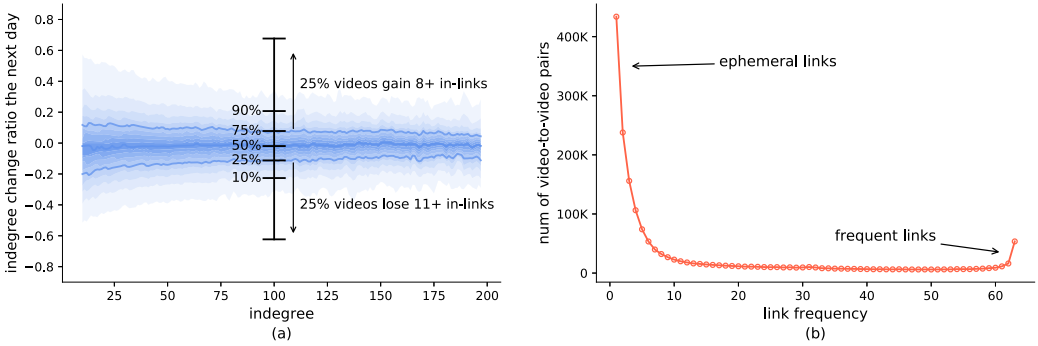 indegree change ratio the next day
0.8
0.6
0.4
0.2
0.0
−0.2
−0.4
−0.6
−0.8
90%
75%
50%
25%
10%
25% videos gain 8+ in-links
25% videos lose 11+ in-links
25
50
75
100
125
150
175
200
indegree
(a)
num of video-to-video pairs
400K
300K
200K
100K
0
ephemeral links
frequent links
0
10
20
30
40
50
60
link frequency
(b)